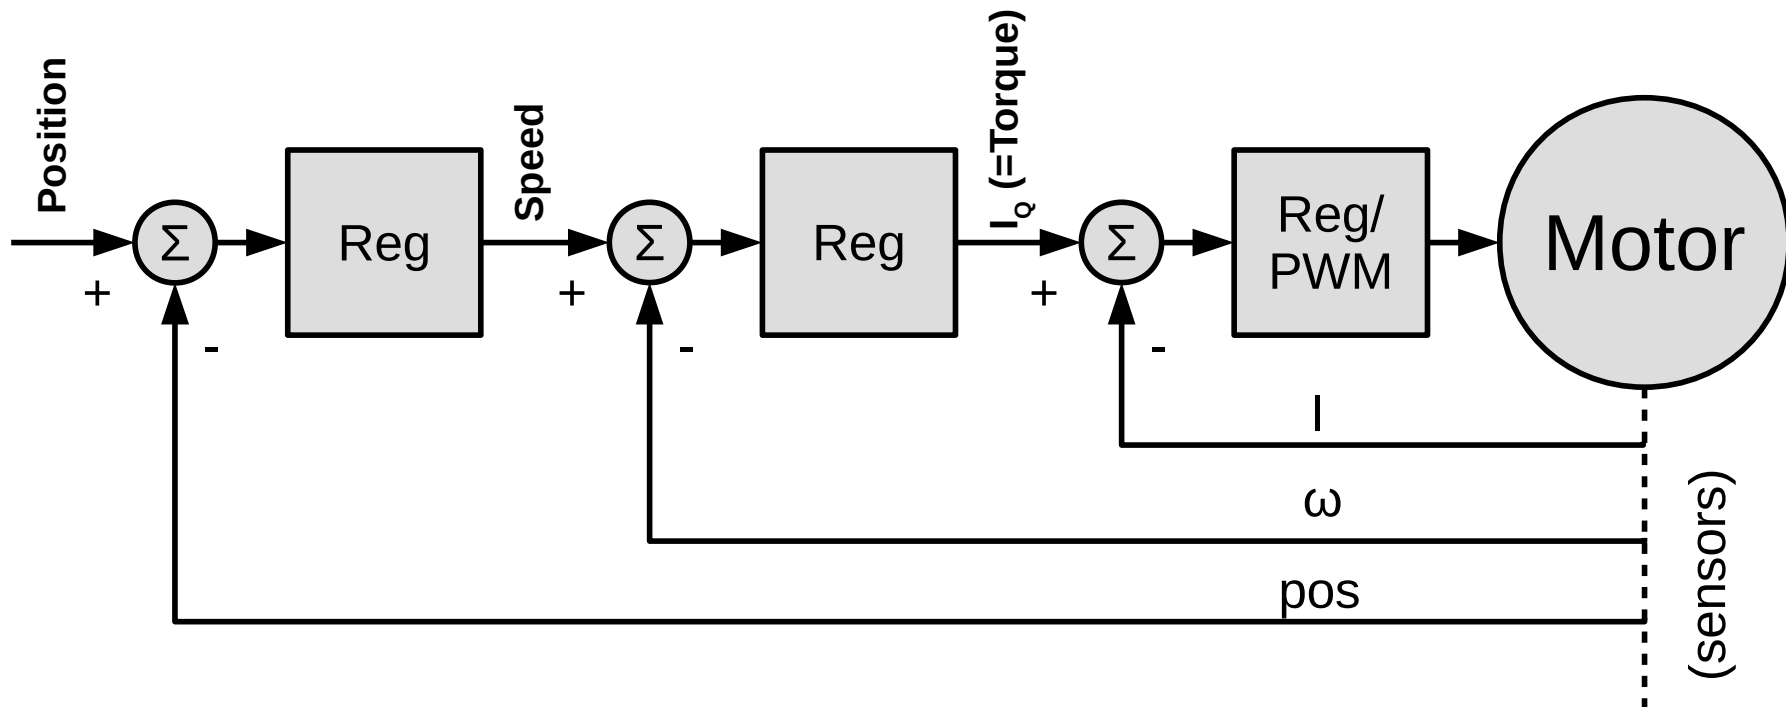 Position
Speed
I_Q (=Torque)
Σ
Reg
Σ
Reg
Σ
Reg/
PWM
Motor
+
-
+
-
+
-
I
ω
pos
(sensors)